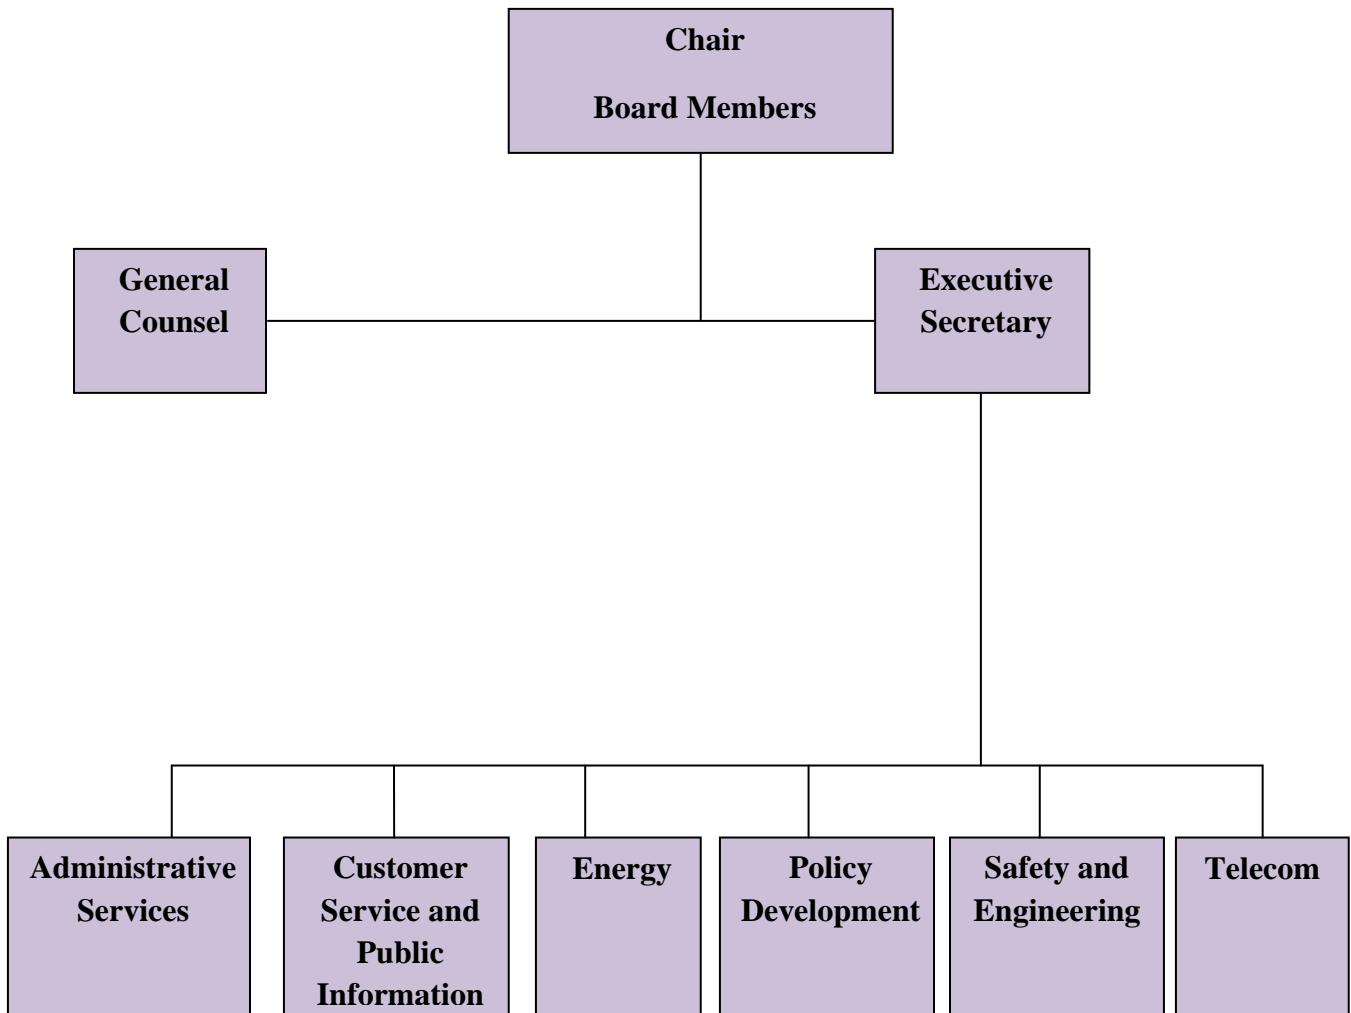 Chair
Board Members
General
Counsel
Executive
Secretary
Administrative
Services
Customer
Service and
Public
Information
Energy
Policy
Development
Safety and
Engineering
Telecom